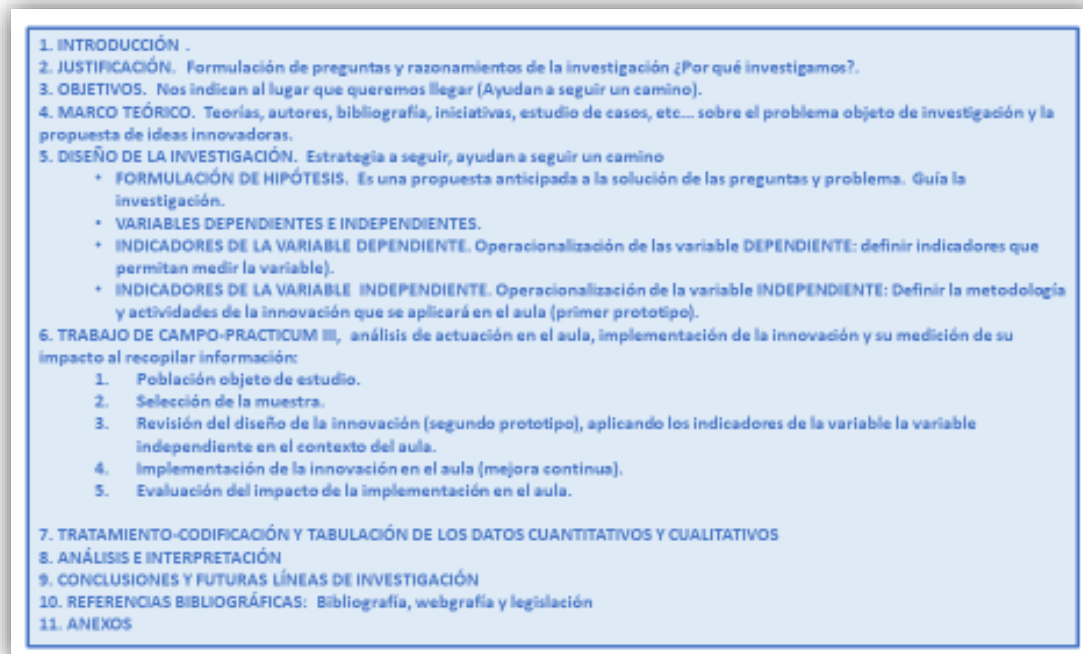 1. INTRODUCCIÓN .
2. JUSTIFICACIÓN. Formulación de preguntas y razonamientos de la investigación ¿Por qué investigamos?.
3. OBJETIVOS. Nos indican al lugar que queremos llegar (Ayudan a seguir un camino).
4. MARCO TEÓRICO. Teorías, autores, bibliografía, iniciativas, estudio de casos, etc... sobre el problema objeto de investigación y la
propuesta de ideas innovadoras.
5. DISEÑO DE LA INVESTIGACIÓN. Estrategia a seguir, ayudan a seguir un camino
• FORMULACIÓN DE HIPÓTESIS. Es una propuesta anticipada a la solución de las preguntas y problema. Guía la
investigación.
• VARIABLES DEPENDIENTES E INDEPENDIENTES.
• INDICADORES DE LA VARIABLE DEPENDIENTE. Operacionalización de las variable DEPENDIENTE: definir indicadores que
permitan medir la variable).
• INDICADORES DE LA VARIABLE INDEPENDIENTE. Operacionalización de la variable INDEPENDIENTE: Definir la metodología
y actividades de la innovación que se aplicará en el aula (primer prototipo).
6. TRABAJO DE CAMPO-PRACTICUM III, análisis de actuación en el aula, implementación de la innovación y su medición de su
impacto al recopilar información:
1. Población objeto de estudio.
2. Selección de la muestra.
3. Revisión del diseño de la innovación (segundo prototipo), aplicando los indicadores de la variable la variable
independiente en el contexto del aula.
4. Implementación de la innovación en el aula (mejora continua).
5. Evaluación del impacto de la implementación en el aula.
7. TRATAMIENTO-CODIFICACIÓN Y TABULACIÓN DE LOS DATOS CUANTITATIVOS Y CUALITATIVOS
8. ANÁLISIS E INTERPRETACIÓN
9. CONCLUSIONES Y FUTURAS LÍNEAS DE INVESTIGACIÓN
10. REFERENCIAS BIBLIOGRÁFICAS: Bibliografía, webgrafía y legislación
11. ANEXOS